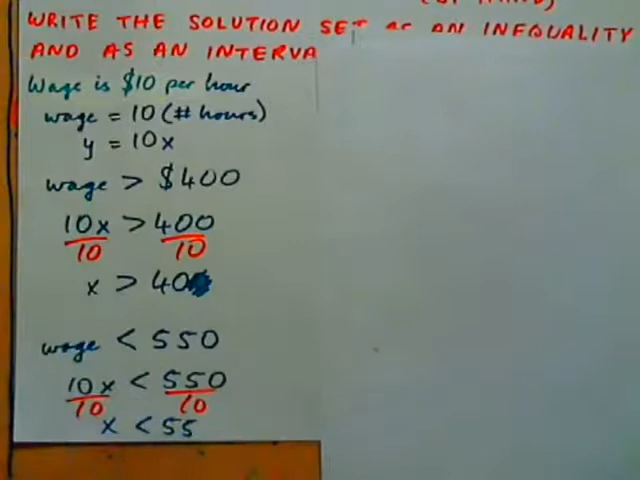 WRITE THE SOLUTION SET AS AN INEQUALITY
AND AS AN INTERVA
Wage is $10 per hour
wage = 10 (# hours)
y = 10x
wage > $400
10x > 400
10 10
x > 40
wage < 550
10x < 550
10 10
x < 55